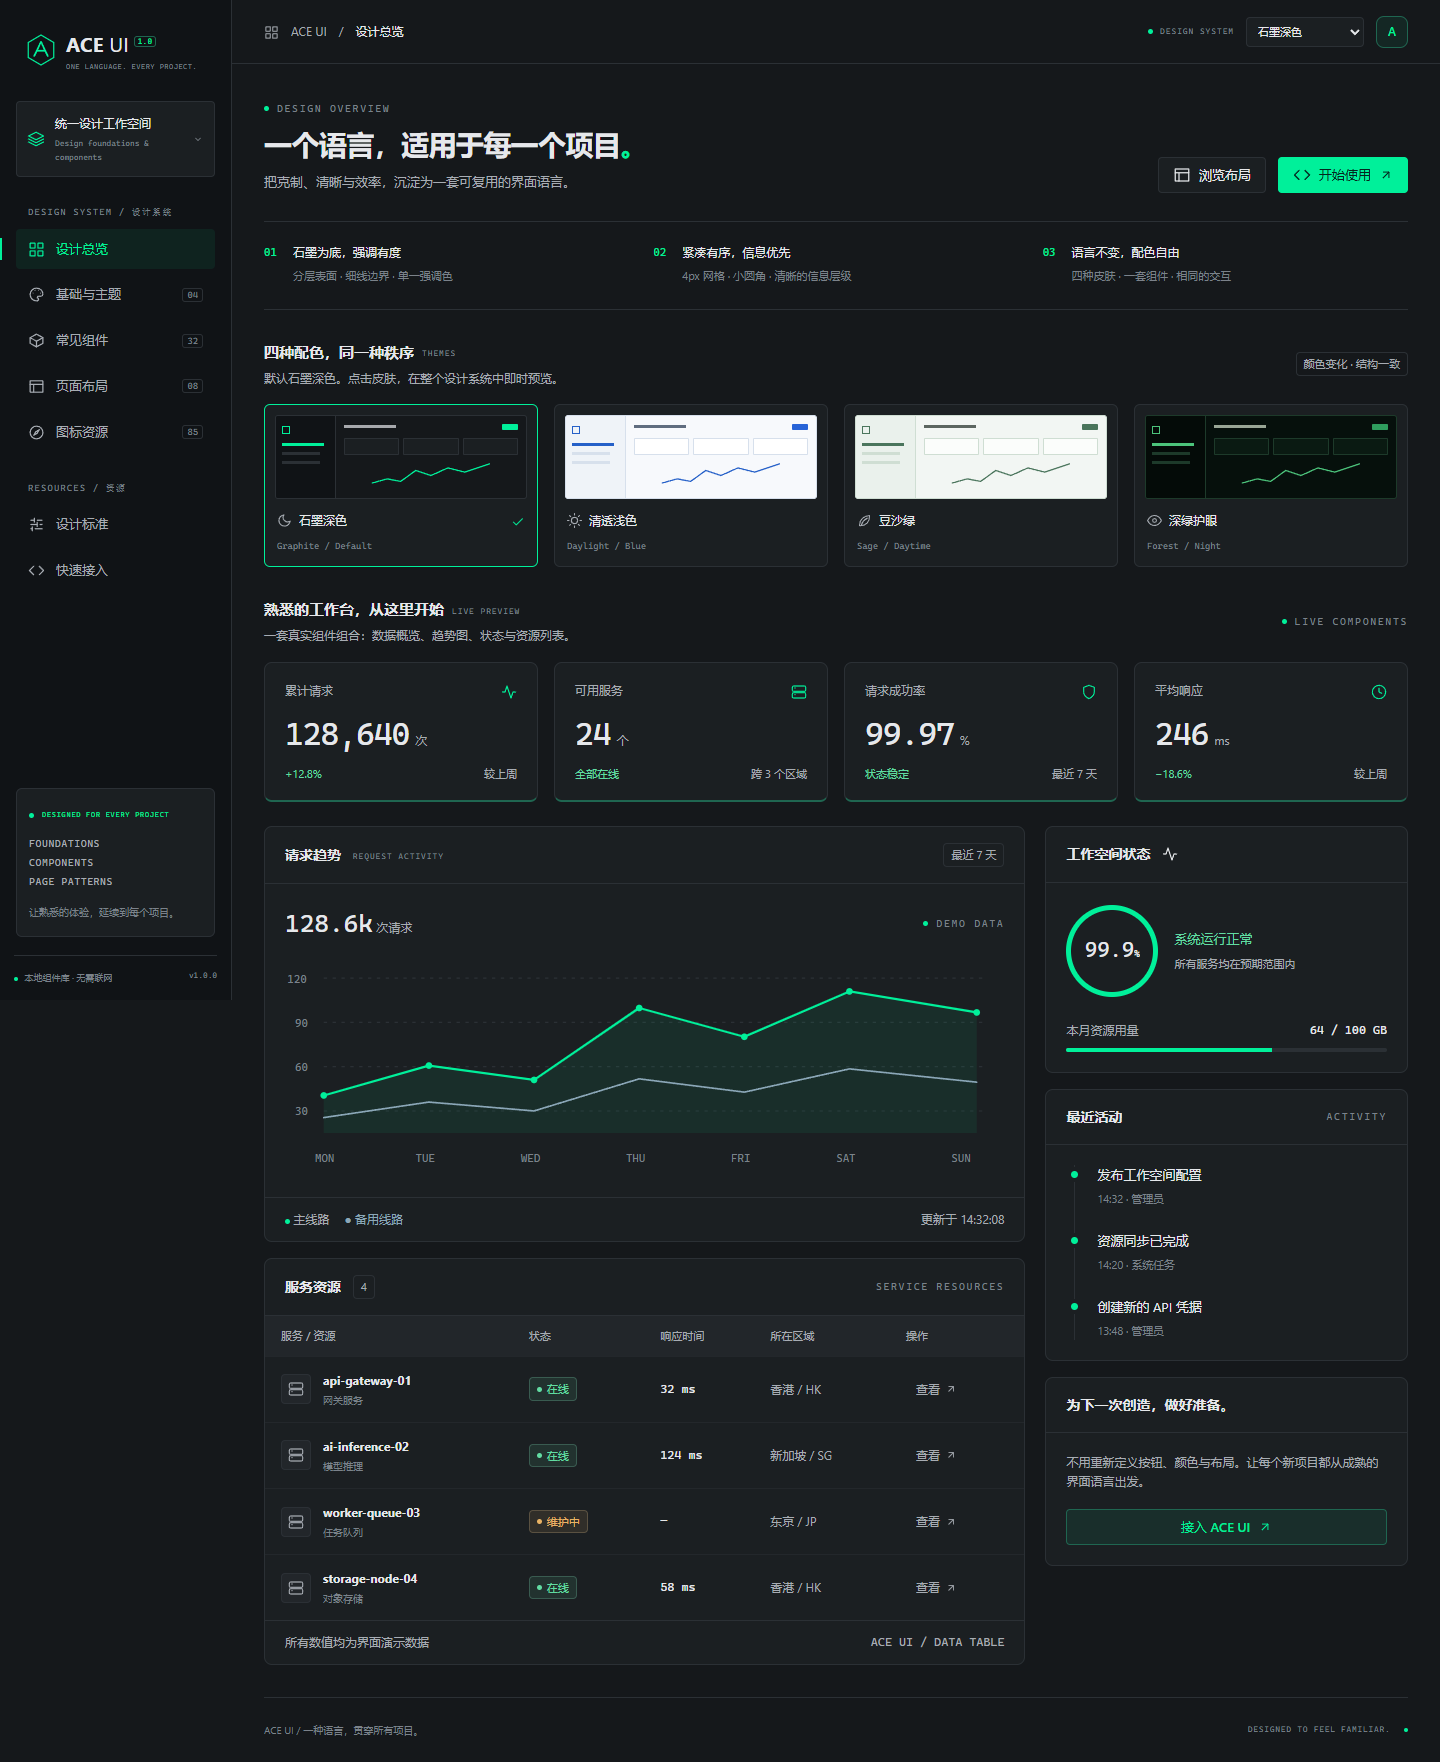 ACE UI 1.0
ONE LANGUAGE. EVERY PROJECT.
统一设计工作空间
Design foundations &
components
DESIGN SYSTEM / 设计系统
设计总览
基础与主题 04
常见组件 32
页面布局 08
图标资源 85
RESOURCES / 资源
设计标准
快速接入
DESIGNED FOR EVERY PROJECT
FOUNDATIONS
COMPONENTS
PAGE PATTERNS
让熟悉的体验，延续到每个项目。
本地组件库 · 无需联网 v1.0.0
ACE UI / 设计总览
DESIGN SYSTEM 石墨深色 A
DESIGN OVERVIEW
一个语言，适用于每一个项目。
把克制、清晰与效率，沉淀为一套可复用的界面语言。
浏览布局 开始使用
01 石墨为底，强调有度
分层表面 · 细线边界 · 单一强调色
02 紧凑有序，信息优先
4px 网格 · 小圆角 · 清晰的信息层级
03 语言不变，配色自由
四种皮肤 · 一套组件 · 相同的交互
四种配色，同一种秩序 THEMES
默认石墨深色。点击皮肤，在整个设计系统中即时预览。
颜色变化 · 结构一致
石墨深色
Graphite / Default
清透浅色
Daylight / Blue
豆沙绿
Sage / Daytime
深绿护眼
Forest / Night
熟悉的工作台，从这里开始 LIVE PREVIEW
一套真实组件组合：数据概览、趋势图、状态与资源列表。
LIVE COMPONENTS
累计请求
128,640 次
+12.8% 较上周
可用服务
24 个
全部在线 跨 3 个区域
请求成功率
99.97 %
状态稳定 最近 7 天
平均响应
246 ms
−18.6% 较上周
请求趋势 REQUEST ACTIVITY 最近 7 天
128.6k 次请求 DEMO DATA
120
90
60
30
MON TUE WED THU FRI SAT SUN
主线路 备用线路 更新于 14:32:08
服务资源 4 SERVICE RESOURCES
服务 / 资源 状态 响应时间 所在区域 操作
api-gateway-01 在线 32 ms 香港 / HK 查看
网关服务
ai-inference-02 在线 124 ms 新加坡 / SG 查看
模型推理
worker-queue-03 维护中 — 东京 / JP 查看
任务队列
storage-node-04 在线 58 ms 香港 / HK 查看
对象存储
所有数值均为界面演示数据 ACE UI / DATA TABLE
工作空间状态
99.9%
系统运行正常
所有服务均在预期范围内
本月资源用量 64 / 100 GB
最近活动 ACTIVITY
发布工作空间配置
14:32 · 管理员
资源同步已完成
14:20 · 系统任务
创建新的 API 凭据
13:48 · 管理员
为下一次创造，做好准备。
不用重新定义按钮、颜色与布局。让每个新项目都从成熟的
界面语言出发。
接入 ACE UI
ACE UI / 一种语言，贯穿所有项目。 DESIGNED TO FEEL FAMILIAR.